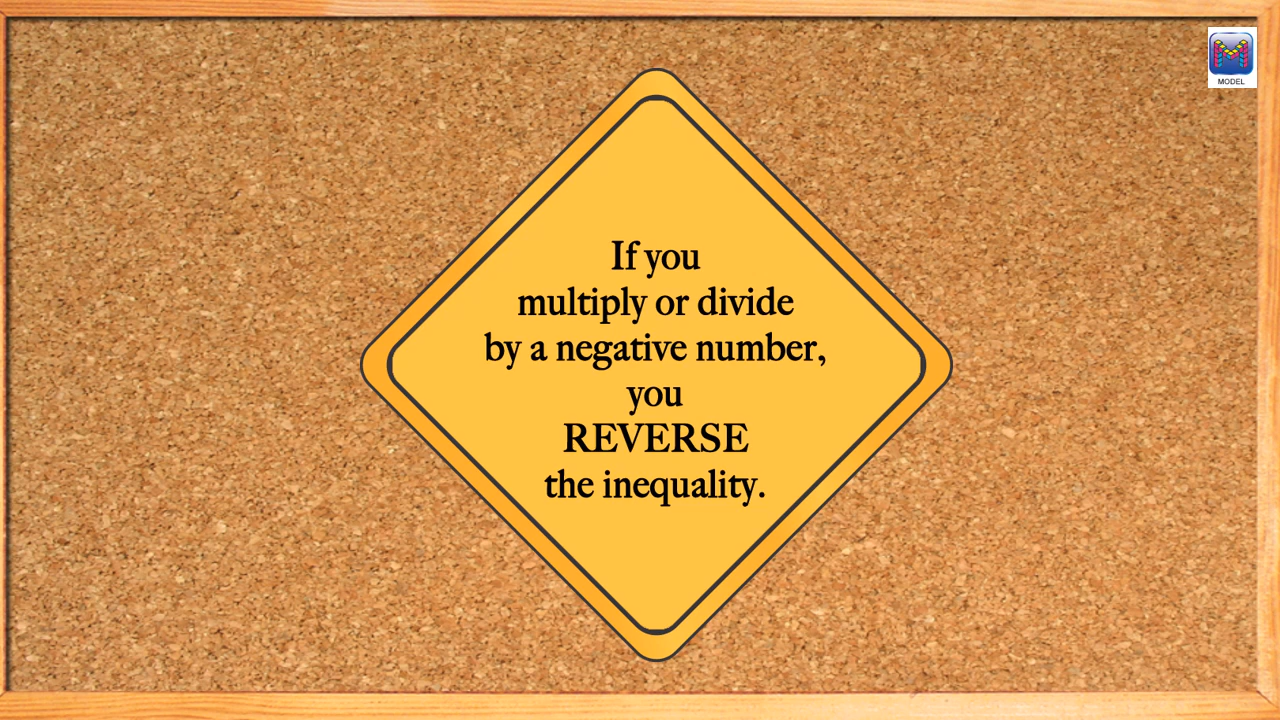 MODEL
If you
multiply or divide
by a negative number,
you
REVERSE
the inequality.